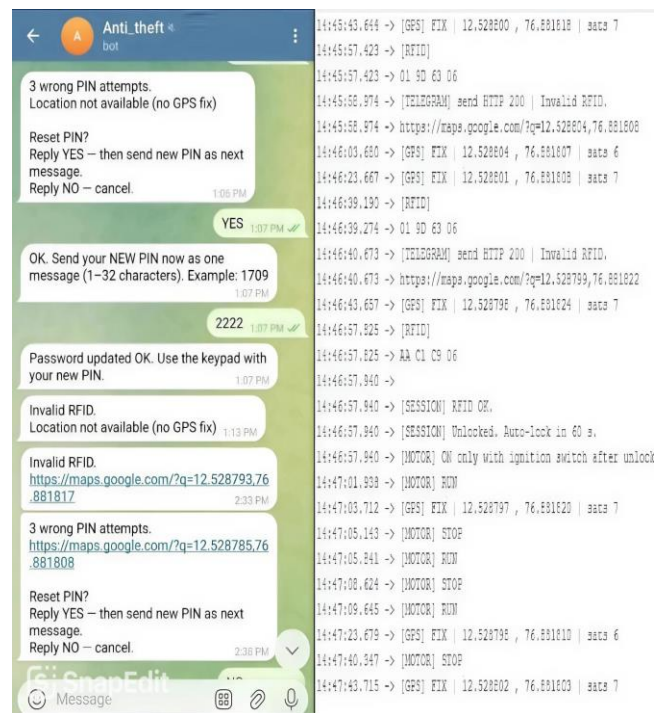 Anti_theft
bot
3 wrong PIN attempts.
Location not available (no GPS fix)
Reset PIN?
Reply YES – then send new PIN as next
message.
Reply NO – cancel.
1:06 PM
YES 1:07 PM
OK. Send your NEW PIN now as one
message (1–32 characters). Example: 1709
1:07 PM
2222 1:07 PM
Password updated OK. Use the keypad with
your new PIN.
1:07 PM
Invalid RFID.
Location not available (no GPS fix) 1:13 PM
Invalid RFID.
https://maps.google.com/?q=12.528793,76
.881817
2:33 PM
3 wrong PIN attempts.
https://maps.google.com/?q=12.528785,76
.881808
Reset PIN?
Reply YES – then send new PIN as next
message.
Reply NO – cancel.
2:38 PM
SnapEdit
Message
14:45:43.644 -> [GPS] FIX | 12.528800 , 76.881818 | sats 7
14:45:57.423 -> [RFID]
14:45:57.423 -> 01 9D 63 06
14:45:58.974 -> [TELEGRAM] send HTTP 200 | Invalid RFID.
14:45:58.974 -> https://maps.google.com/?q=12.528804,76.881808
14:46:03.680 -> [GPS] FIX | 12.528804 , 76.881807 | sats 6
14:46:23.667 -> [GPS] FIX | 12.528801 , 76.881808 | sats 7
14:46:39.190 -> [RFID]
14:46:39.274 -> 01 9D 63 06
14:46:40.673 -> [TELEGRAM] send HTTP 200 | Invalid RFID.
14:46:40.673 -> https://maps.google.com/?q=12.528799,76.881822
14:46:43.657 -> [GPS] FIX | 12.528798 , 76.881824 | sats 7
14:46:57.825 -> [RFID]
14:46:57.825 -> AA C1 C9 06
14:46:57.940 ->
14:46:57.940 -> [SESSION] RFID OK.
14:46:57.940 -> [SESSION] Unlocked. Auto-lock in 60 s.
14:46:57.940 -> [MOTOR] ON only with ignition switch after unlock
14:47:01.938 -> [MOTOR] RUN
14:47:03.712 -> [GPS] FIX | 12.528797 , 76.881820 | sats 7
14:47:05.143 -> [MOTOR] STOP
14:47:05.841 -> [MOTOR] RUN
14:47:08.624 -> [MOTOR] STOP
14:47:09.645 -> [MOTOR] RUN
14:47:23.679 -> [GPS] FIX | 12.528798 , 76.881810 | sats 6
14:47:40.347 -> [MOTOR] STOP
14:47:43.715 -> [GPS] FIX | 12.528802 , 76.881803 | sats 7